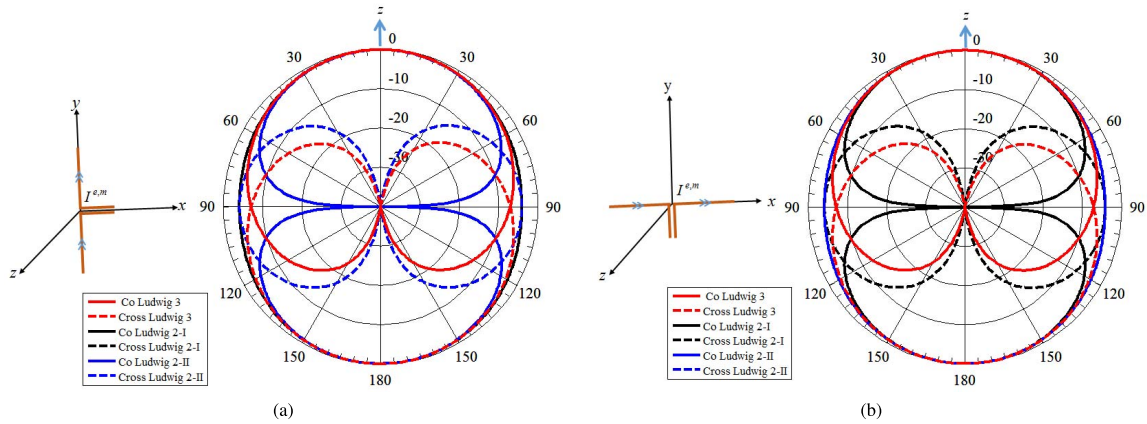 z
0
30
30
-10
60
60
-20
-30
90
90
120
120
150
150
180
y
I e,m
x
z
Co Ludwig 3
Cross Ludwig 3
Co Ludwig 2-I
Cross Ludwig 2-I
Co Ludwig 2-II
Cross Ludwig 2-II
(a)
z
0
30
30
-10
60
60
-20
-30
90
90
120
120
150
150
180
y
I e,m
x
z
Co Ludwig 3
Cross Ludwig 3
Co Ludwig 2-I
Cross Ludwig 2-I
Co Ludwig 2-II
Cross Ludwig 2-II
(b)